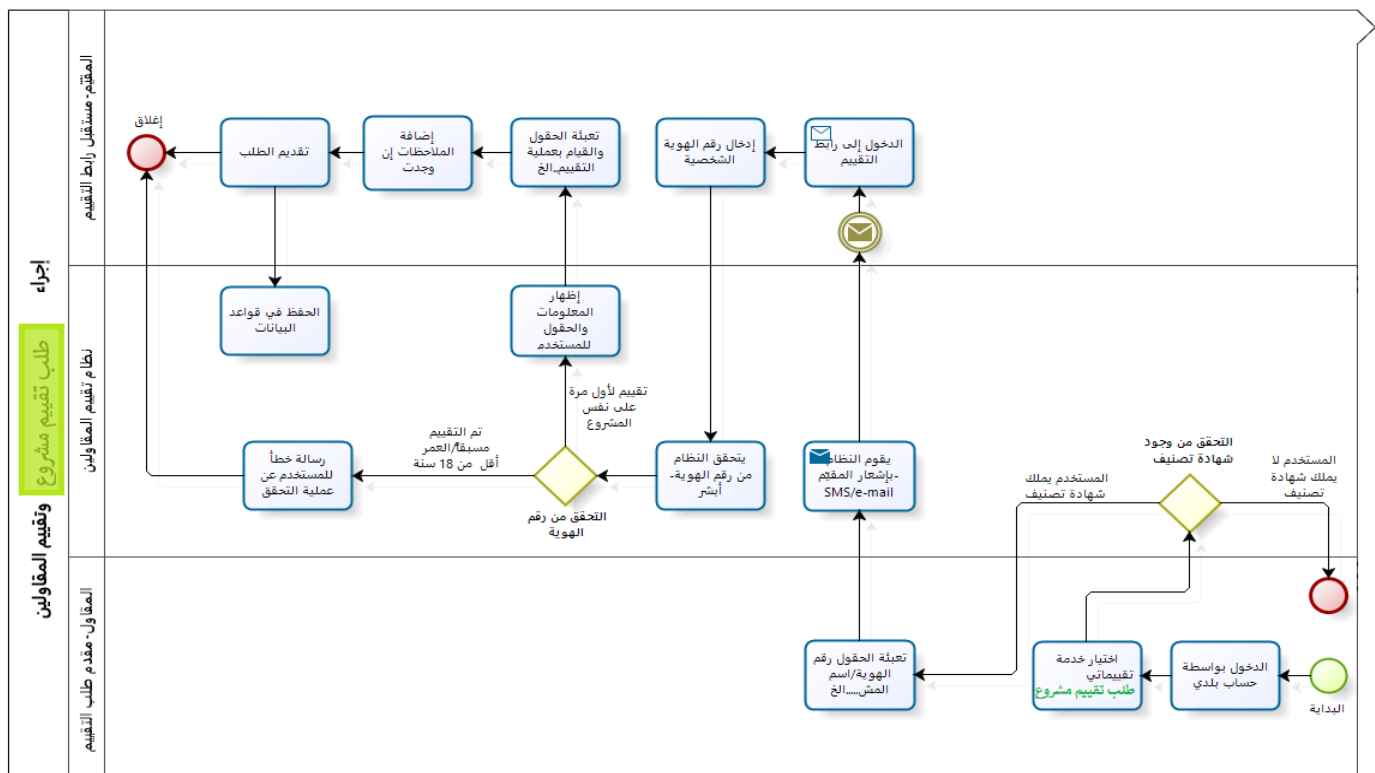 إجراء
طلب تقييم مشروع
وتقييم المقاولين
المقيّم- مستقبل رابط التقييم
نظام تقييم المقاولين
المقاول- مقدم طلب التقييم
البداية
الدخول بواسطة
حساب بلدي
اختيار خدمة
تقييماتي
طلب تقييم مشروع
التحقق من وجود
شهادة تصنيف
المستخدم لا
يملك شهادة
تصنيف
المستخدم يملك
شهادة تصنيف
تعبئة الحقول رقم
الهوية/اسم
المش.....الخ
يقوم النظام
بإشعار المقيّم-
SMS/e-mail
الدخول إلى رابط
التقييم
إدخال رقم الهوية
الشخصية
يتحقق النظام
من رقم الهوية-
أبشر
التحقق من رقم
الهوية
تقييم لأول مرة
على نفس
المشروع
تم التقييم
مسبقاً/العمر
أقل من 18 سنة
رسالة خطأ
للمستخدم عن
عملية التحقق
إظهار
المعلومات
والحقول
للمستخدم
تعبئة الحقول
والقيام بعملية
التقييم,,الخ
إضافة
الملاحظات إن
وجدت
تقديم الطلب
الحفظ في قواعد
البيانات
إغلاق